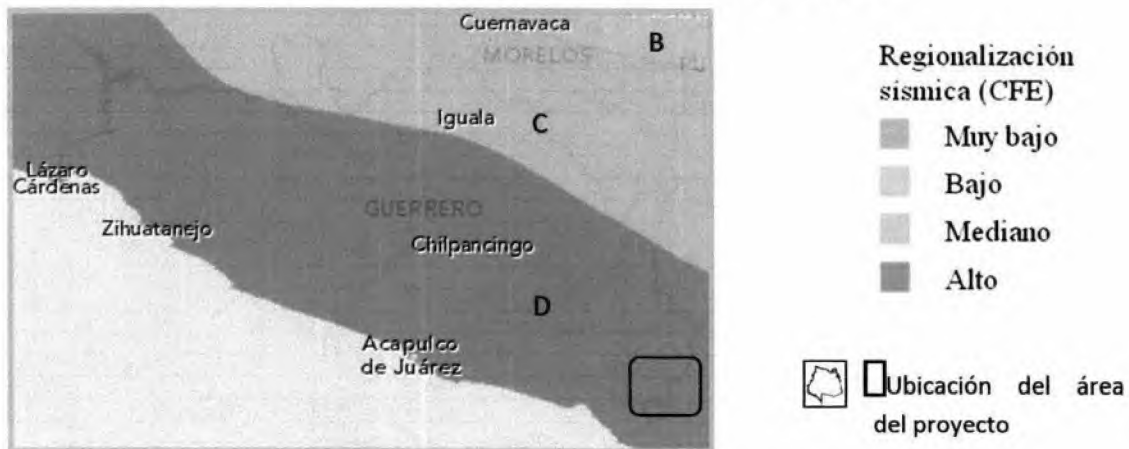 Cuernavaca
B
MORELOS
PU
Iguala
C
Lázaro
Cárdenas
GUERRERO
Zihuatanejo
Chilpancingo
D
Acapulco
de Juárez
Regionalización
sísmica (CFE)
Muy bajo
Bajo
Mediano
Alto
Ubicación del área
del proyecto